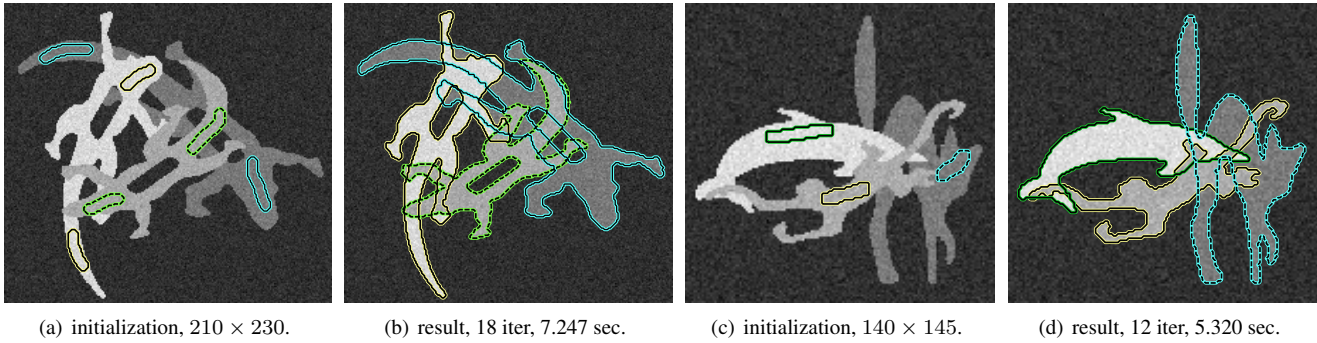 (a) initialization, 210 × 230.
(b) result, 18 iter, 7.247 sec.
(c) initialization, 140 × 145.
(d) result, 12 iter, 5.320 sec.